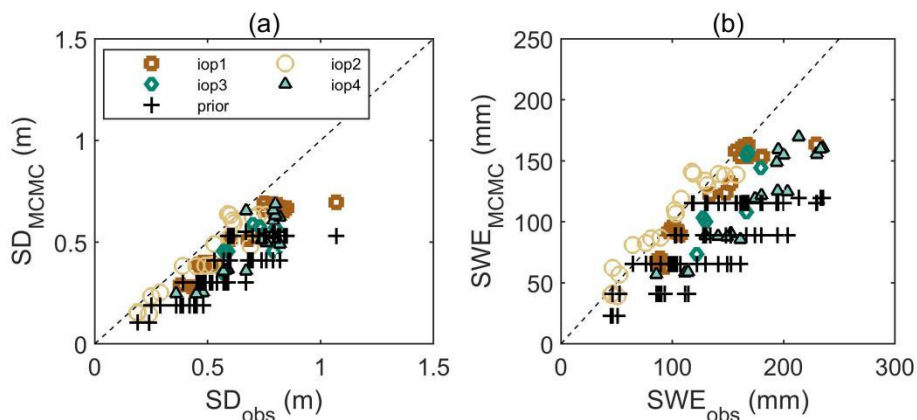 (a)
(b)
1.5
1
0.5
0
SD_MCMC (m)
iop1
iop2
iop3
iop4
prior
0
0.5
1
1.5
SD_obs (m)
250
200
150
100
50
0
SWE_MCMC (mm)
0
100
200
300
SWE_obs (mm)